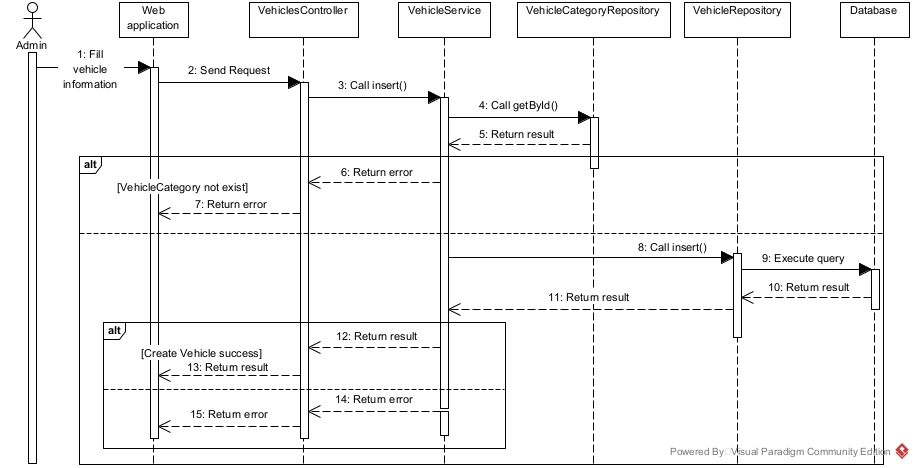 Admin
Web
application
VehiclesController
VehicleService
VehicleCategoryRepository
VehicleRepository
Database
1: Fill
vehicle
information
2: Send Request
3: Call insert()
4: Call getById()
5: Return result
alt
6: Return error
[VehicleCategory not exist]
7: Return error
8: Call insert()
9: Execute query
10: Return result
11: Return result
alt
12: Return result
[Create Vehicle success]
13: Return result
14: Return error
15: Return error
Powered By Visual Paradigm Community Edition